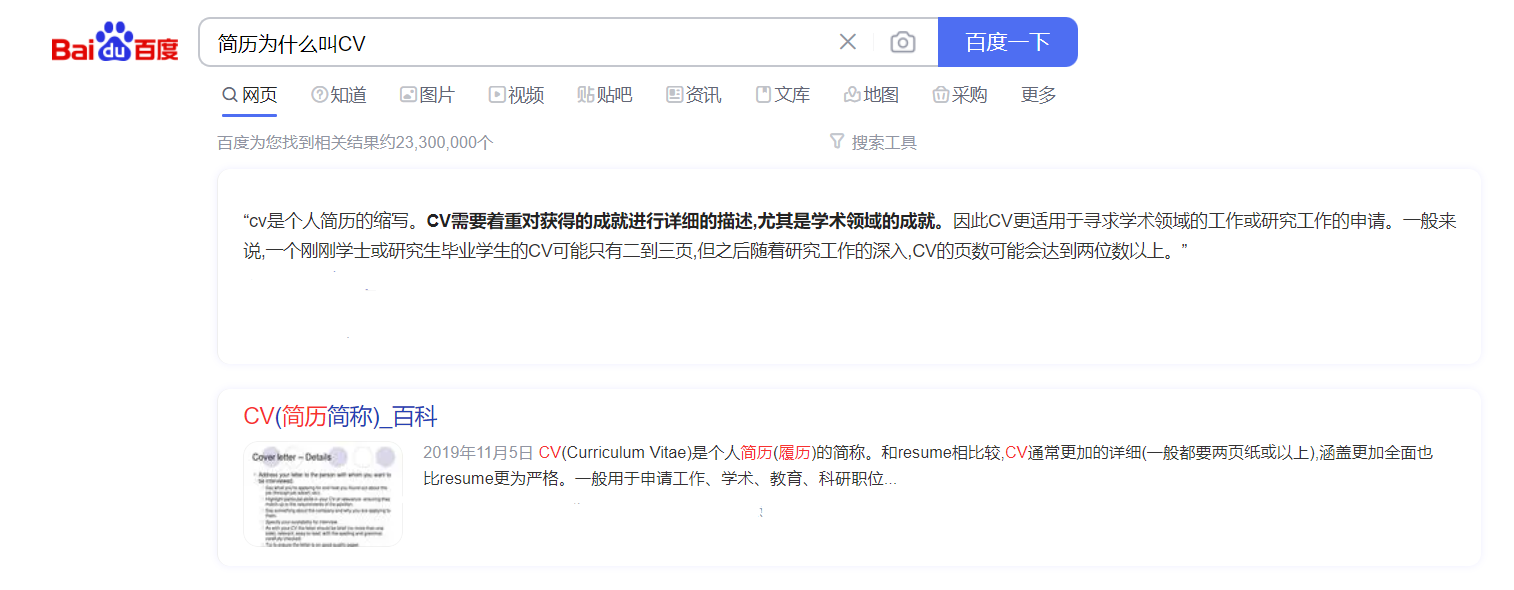 Bai du 百度
简历为什么叫CV
百度一下
网页 知道 图片 视频 贴吧 资讯 文库 地图 采购 更多
百度为您找到相关结果约23,300,000个 搜索工具
“cv是个人简历的缩写。CV需要着重对获得的成就进行详细的描述,尤其是学术领域的成就。因此CV更适用于寻求学术领域的工作或研究工作的申请。一般来
说,一个刚刚学士或研究生毕业学生的CV可能只有二到三页,但之后随着研究工作的深入,CV的页数可能会达到两位数以上。”
CV(简历简称)_百科
2019年11月5日 CV(Curriculum Vitae)是个人简历(履历)的简称。和resume相比较,CV通常更加的详细(一般都要两页纸或以上),涵盖更加全面也
比resume更为严格。一般用于申请工作、学术、教育、科研职位...
Cover letter – Details
Address your letter to the person with whom you want to
be interviewed